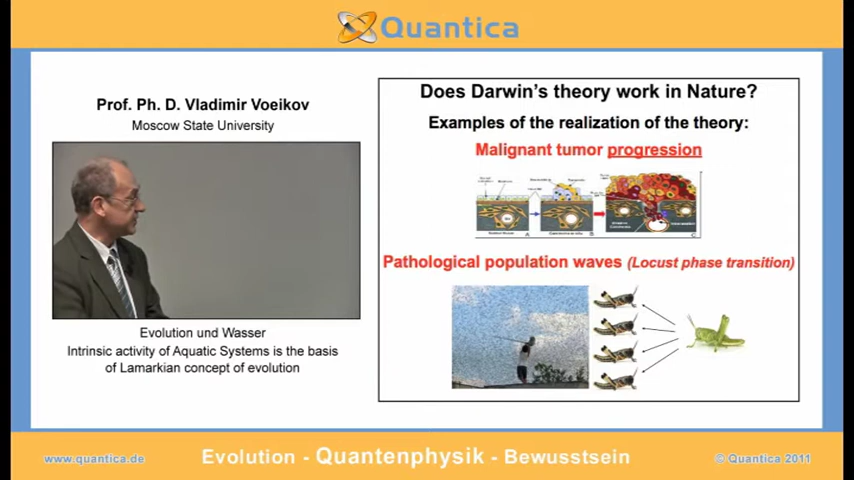 Quantica
Prof. Ph. D. Vladimir Voeikov
Moscow State University
Evolution und Wasser
Intrinsic activity of Aquatic Systems is the basis
of Lamarkian concept of evolution
Does Darwin's theory work in Nature?
Examples of the realization of the theory:
Malignant tumor progression
A
B
C
Pathological population waves (Locust phase transition)
www.quantica.de
Evolution - Quantenphysik - Bewusstsein
© Quantica 2011